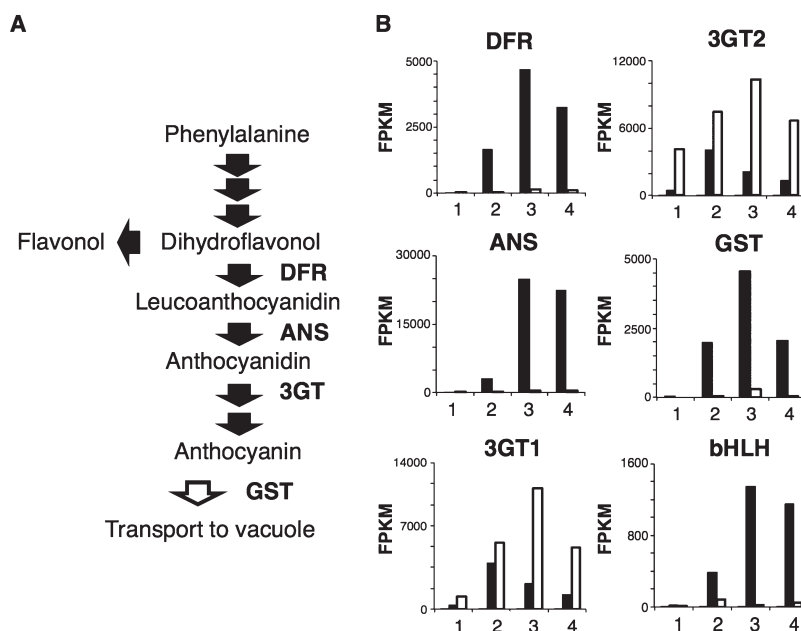 A
Phenylalanine
Flavonol
Dihydroflavonol
DFR
Leucoanthocyanidin
ANS
Anthocyanidin
3GT
Anthocyanin
GST
Transport to vacuole
B
DFR
FPKM
5000
2500
0
1 2 3 4
3GT2
FPKM
12000
6000
0
1 2 3 4
ANS
FPKM
30000
15000
0
1 2 3 4
GST
FPKM
5000
2500
0
1 2 3 4
3GT1
FPKM
14000
7000
0
1 2 3 4
bHLH
FPKM
1600
800
0
1 2 3 4